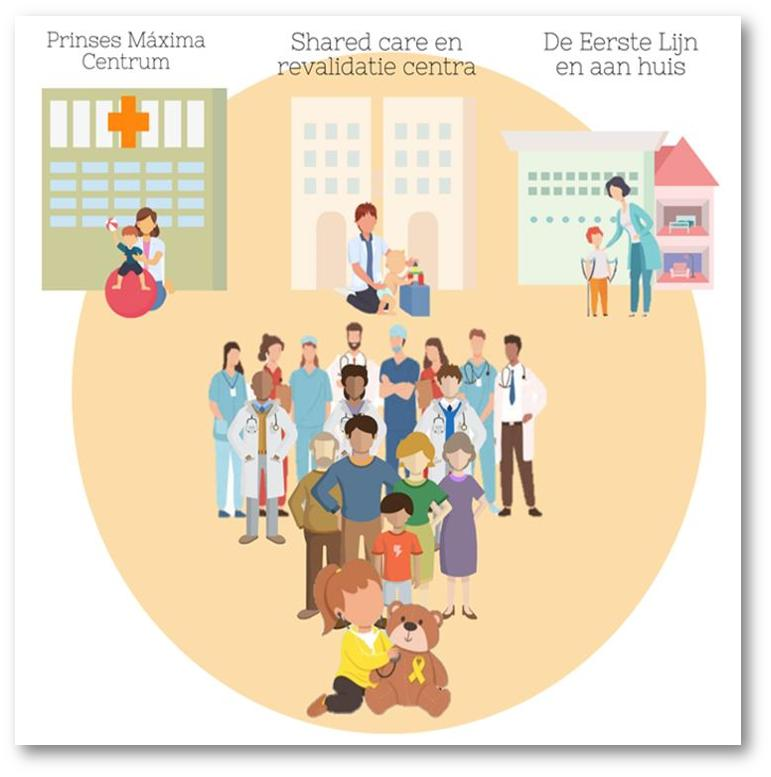 Prinses Máxima
Centrum
Shared care en
revalidatie centra
De Eerste Lijn
en aan huis